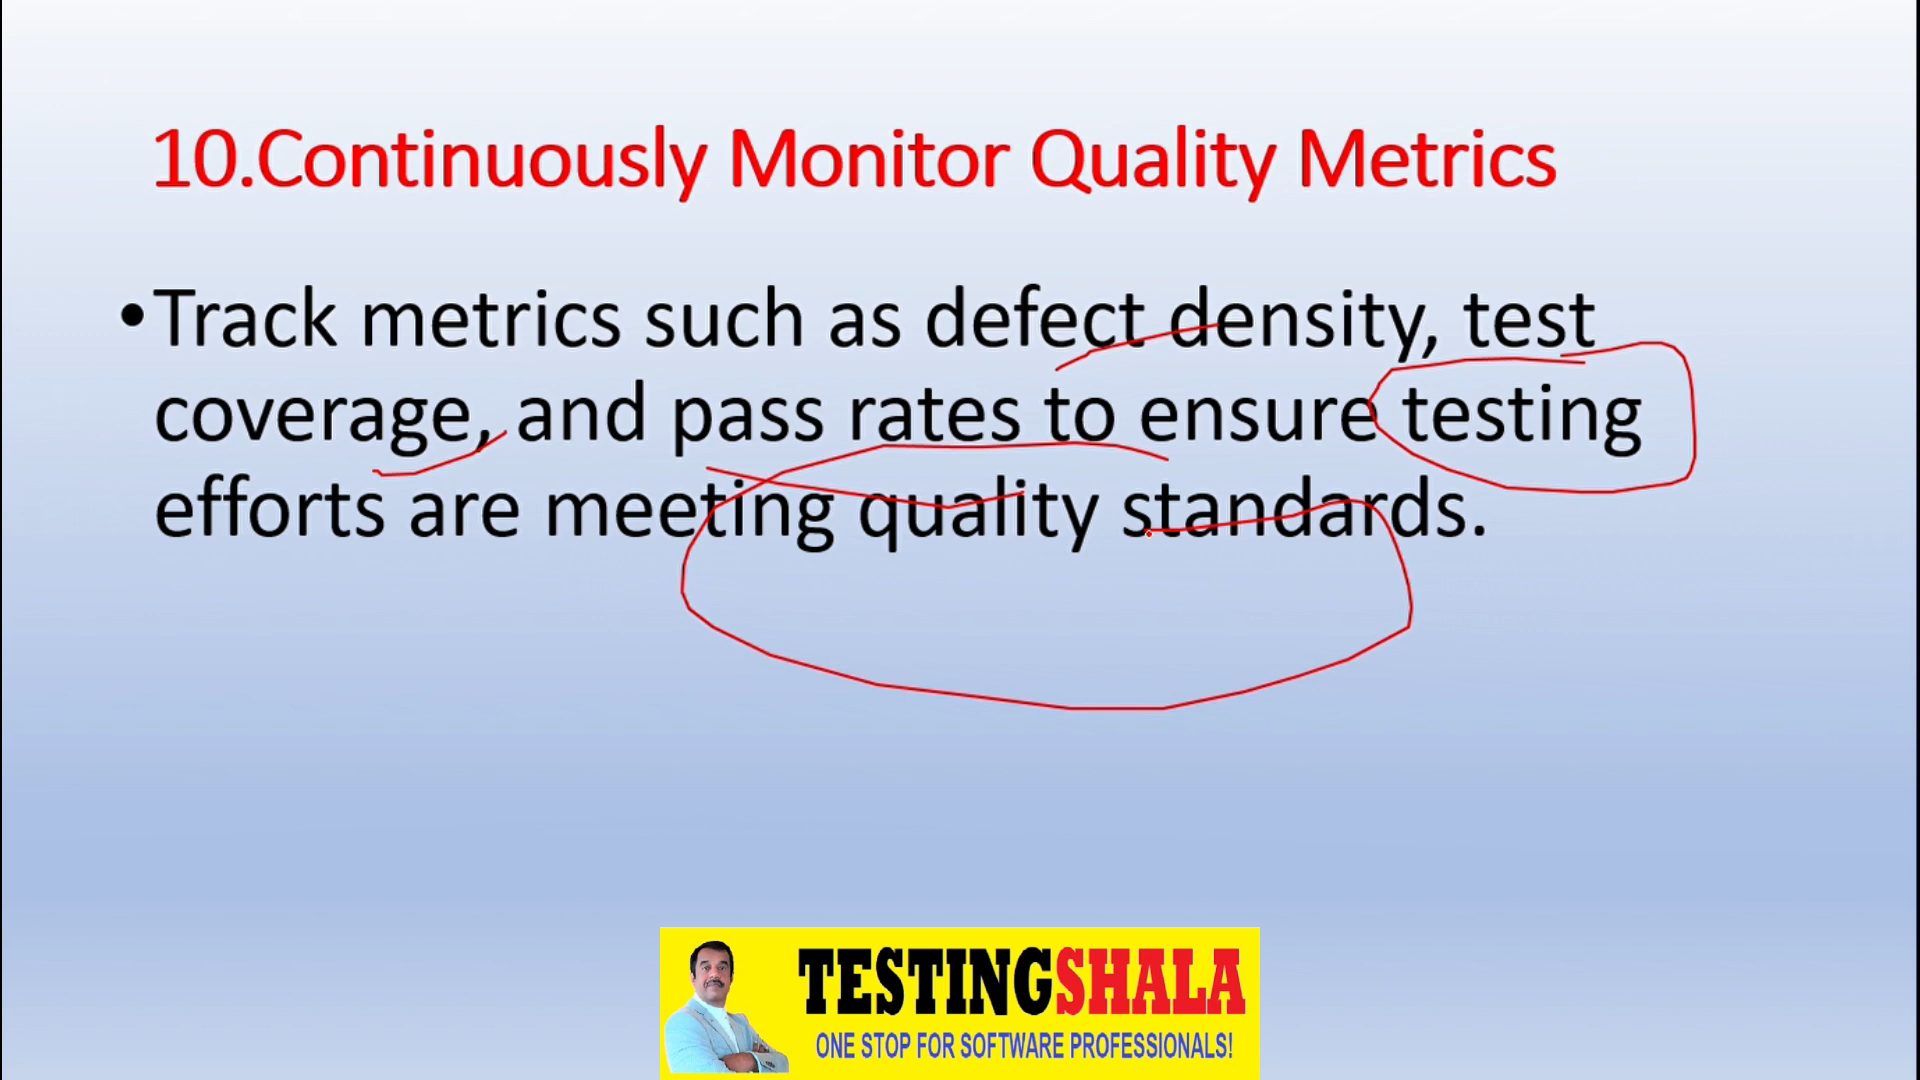 10.Continuously Monitor Quality Metrics
•Track metrics such as defect density, test
coverage, and pass rates to ensure testing
efforts are meeting quality standards.
TESTINGSHALA
ONE STOP FOR SOFTWARE PROFESSIONALS!